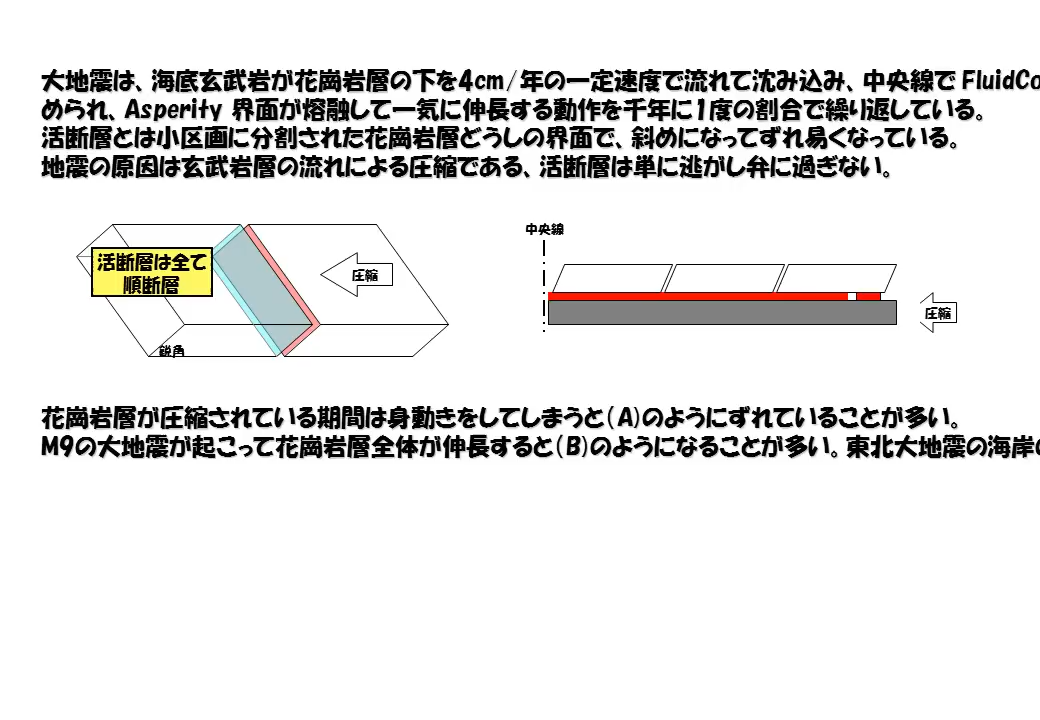 大地震は、海底玄武岩が花崗岩層の下を4cm/年の一定速度で流れて沈み込み、中央線で FluidCo
められ、Asperity 界面が熔融して一気に伸長する動作を千年に1度の割合で繰り返している。
活断層とは小区画に分割された花崗岩層どうしの界面で、斜めになってずれ易くなっている。
地震の原因は玄武岩層の流れによる圧縮である、活断層は単に逃がし弁に過ぎない。
中央線
活断層は全て
順断層
圧縮
圧縮
鋭角
花崗岩層が圧縮されている期間は身動きをしてしまうと(A)のようにずれていることが多い。
M9の大地震が起こって花崗岩層全体が伸長すると(B)のようになることが多い。東北大地震の海岸の